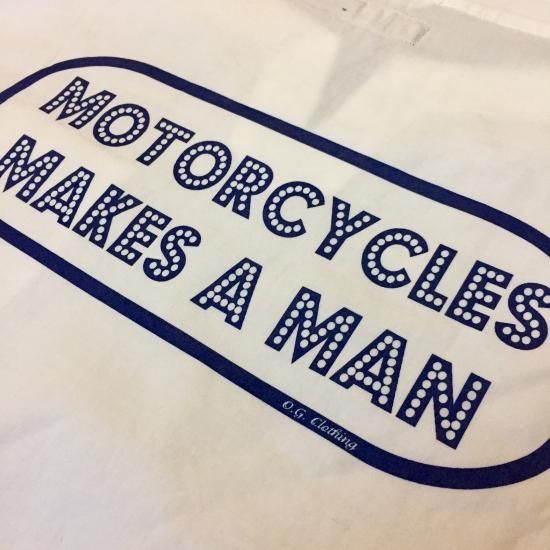 MOTORCYCLES
MAKES A MAN
O.G. Clothing